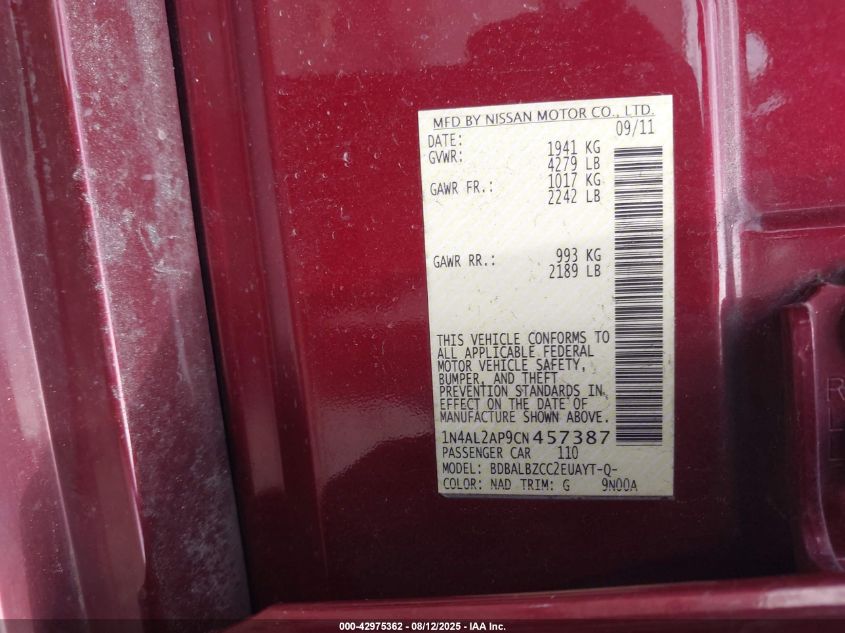 MFD BY NISSAN MOTOR CO., LTD.
DATE: 09/11
GVWR: 1941 KG
4279 LB
GAWR FR.: 1017 KG
2242 LB
GAWR RR.: 993 KG
2189 LB
THIS VEHICLE CONFORMS TO
ALL APPLICABLE FEDERAL
MOTOR VEHICLE SAFETY,
BUMPER, AND THEFT
PREVENTION STANDARDS IN
EFFECT ON THE DATE OF
MANUFACTURE SHOWN ABOVE.
1N4AL2AP9CN457387
PASSENGER CAR 110
MODEL: BDBALBZCC2EUAYT-Q-
COLOR: NAD TRIM: G 9N00A
000-42975362 - 08/12/2025 - IAA Inc.